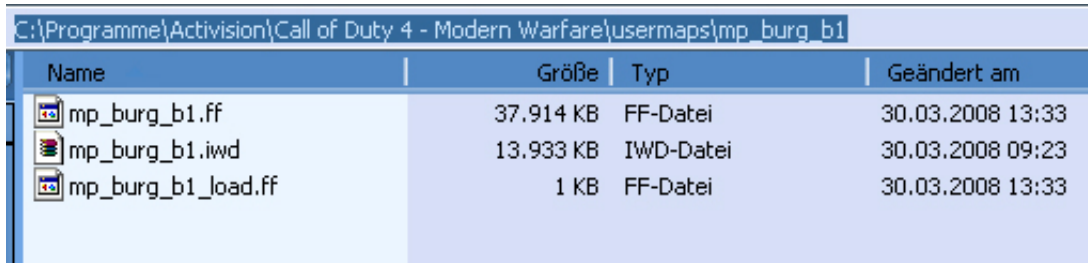 C:\Programme\Activision\Call of Duty 4 - Modern Warfare\usermaps\mp_burg_b1
Name Größe Typ Geändert am
mp_burg_b1.ff 37.914 KB FF-Datei 30.03.2008 13:33
mp_burg_b1.iwd 13.933 KB IWD-Datei 30.03.2008 09:23
mp_burg_b1_load.ff 1 KB FF-Datei 30.03.2008 13:33